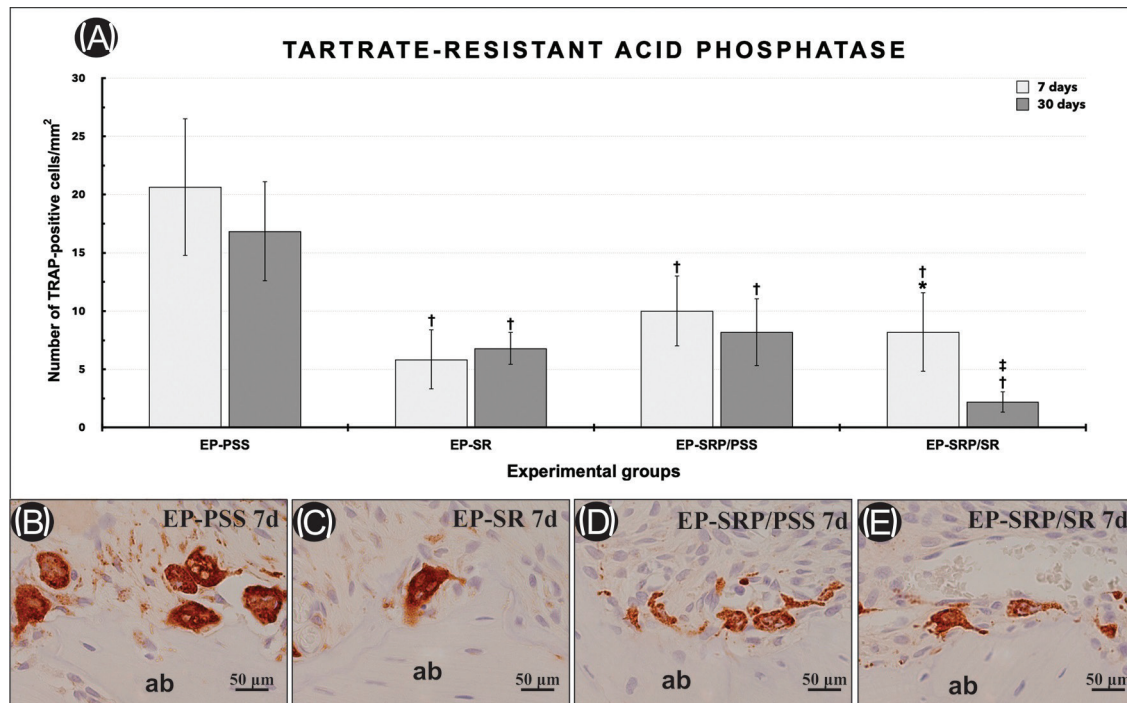 (A)
TARTRATE-RESISTANT ACID PHOSPHATASE
7 days
30 days
Number of TRAP-positive cells/mm²
30
25
20
15
10
5
0
†
†
†
†
†
*
‡
†
EP-PSS
EP-SR
EP-SRP/PSS
EP-SRP/SR
Experimental groups
(B) EP-PSS 7d
ab
50 µm
(C) EP-SR 7d
ab
50 µm
(D) EP-SRP/PSS 7d
ab
50 µm
(E) EP-SRP/SR 7d
ab
50 µm